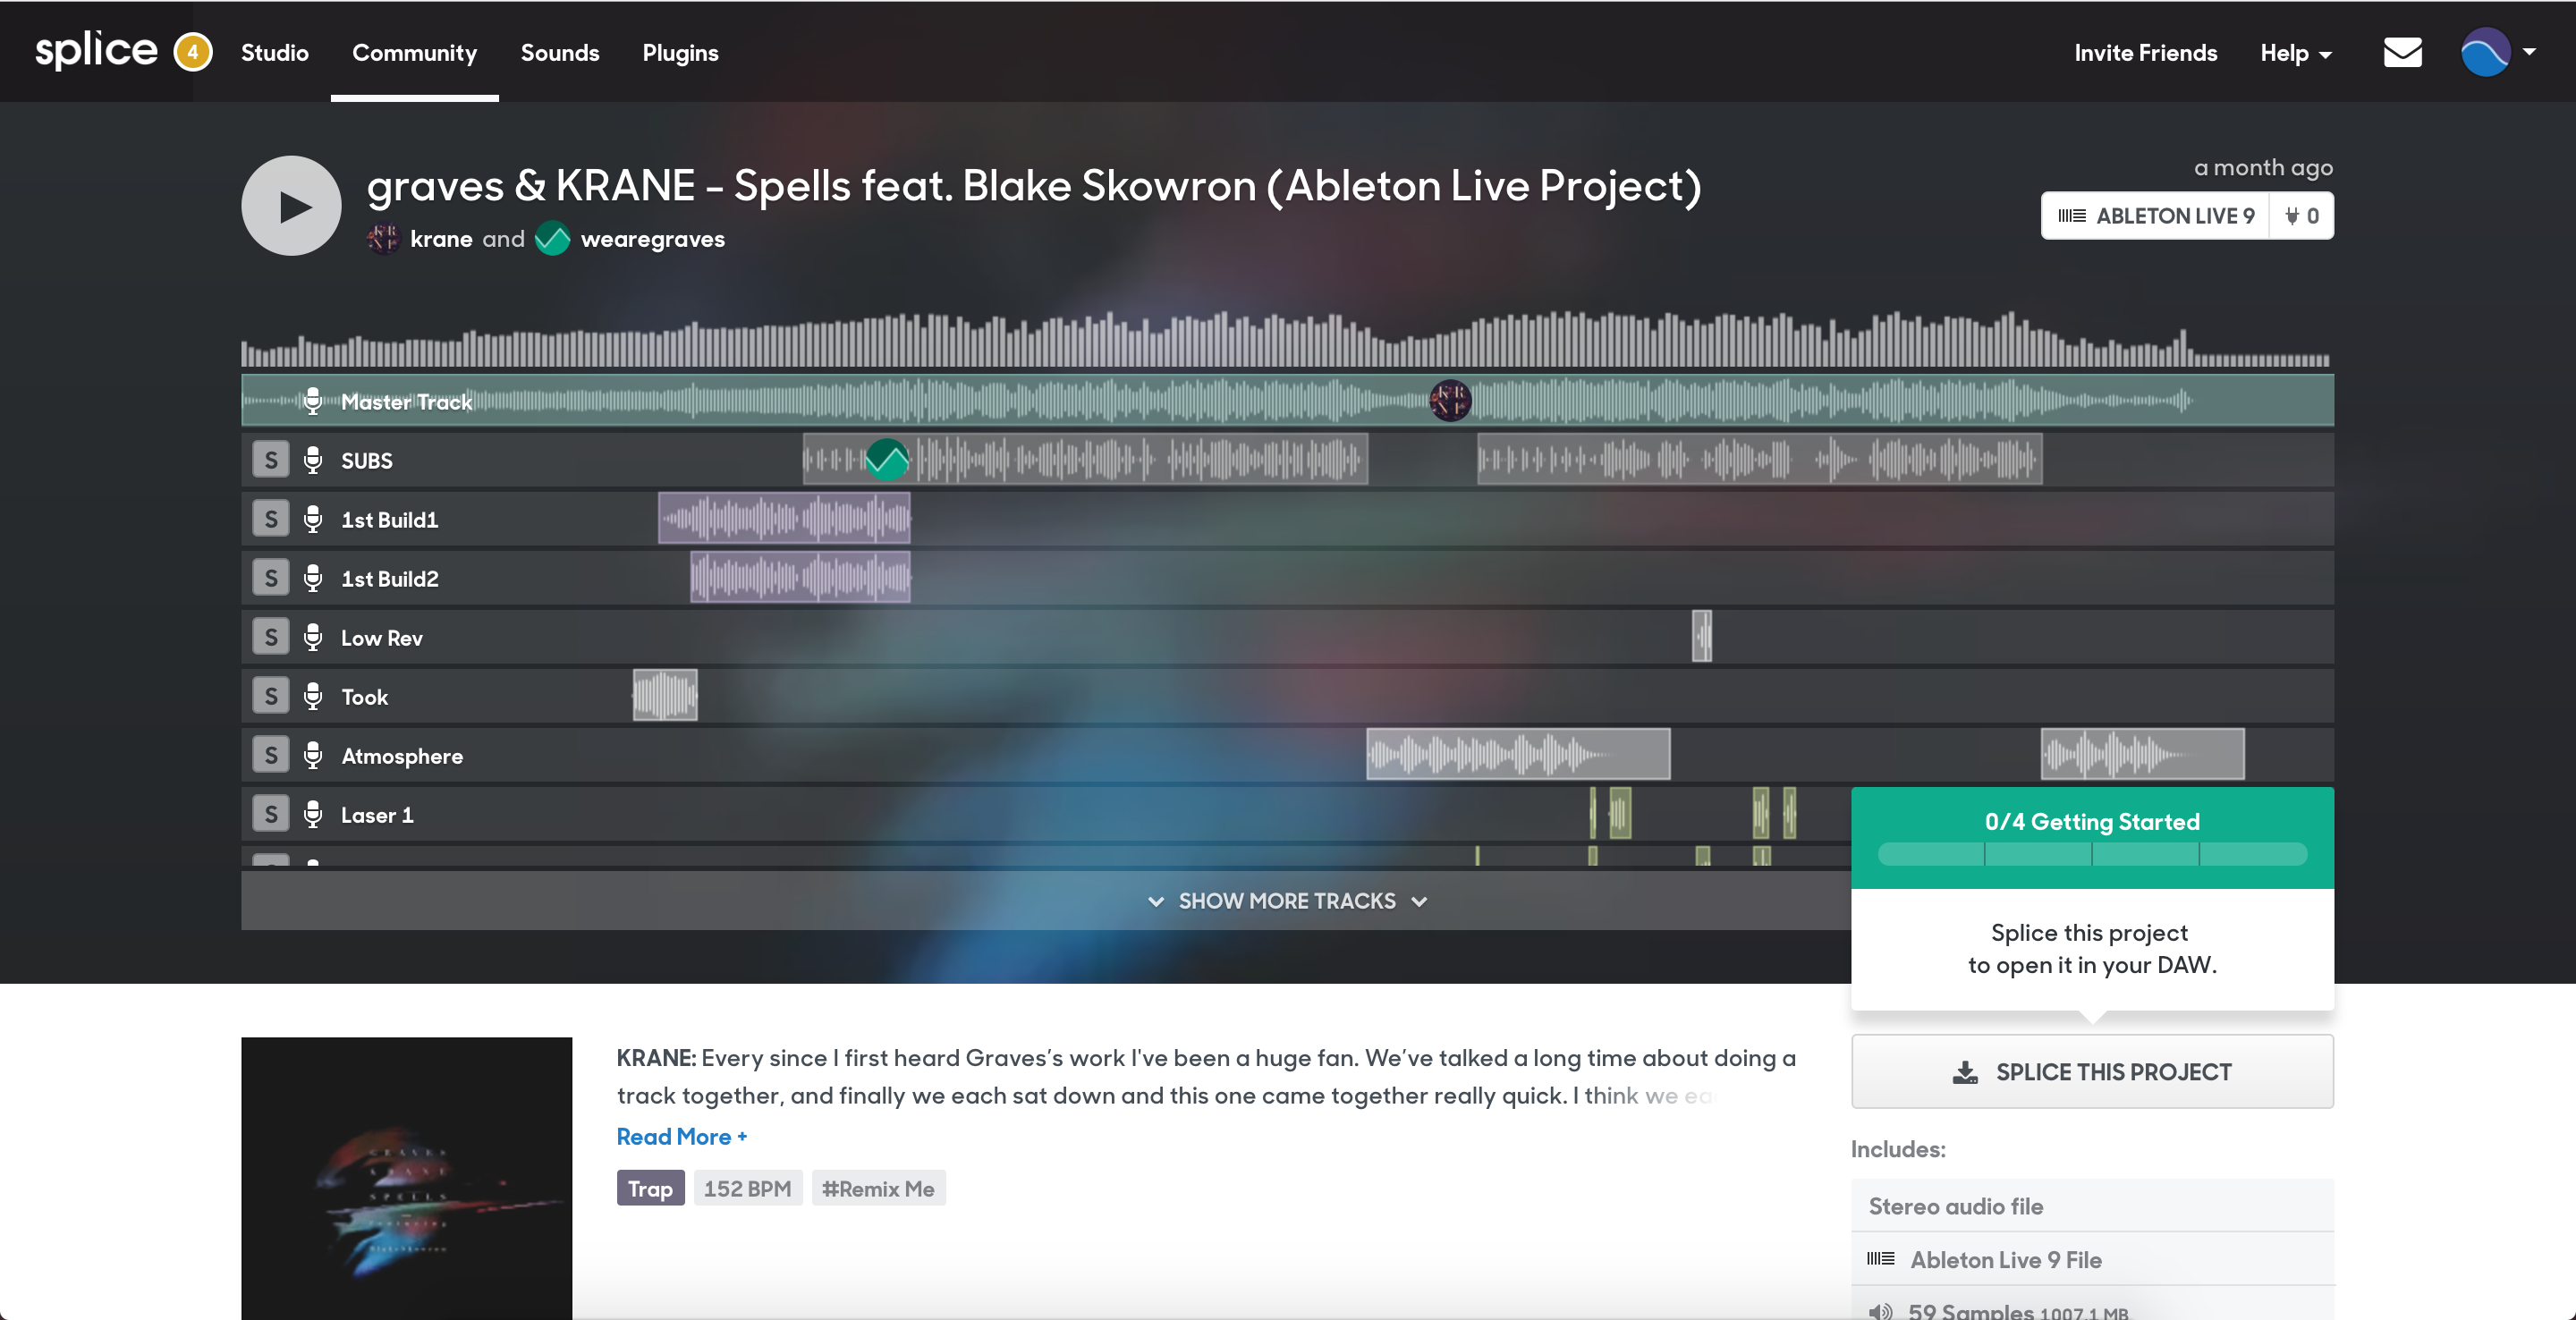 splice 4 Studio Community Sounds Plugins Invite Friends Help
a month ago
graves & KRANE - Spells feat. Blake Skowron (Ableton Live Project)
krane and wearegraves
ABLETON LIVE 9 0
Master Track
S SUBS
S 1st Build1
S 1st Build2
S Low Rev
S Took
S Atmosphere
S Laser 1
SHOW MORE TRACKS
0/4 Getting Started
Splice this project
to open it in your DAW.
KRANE: Every since I first heard Graves's work I've been a huge fan. We've talked a long time about doing a
track together, and finally we each sat down and this one came together really quick. I think we
Read More +
Trap 152 BPM #Remix Me
SPLICE THIS PROJECT
Includes:
Stereo audio file
Ableton Live 9 File
59 Samples 1007.1 MB
GRAVES
KRANE
SPELLS